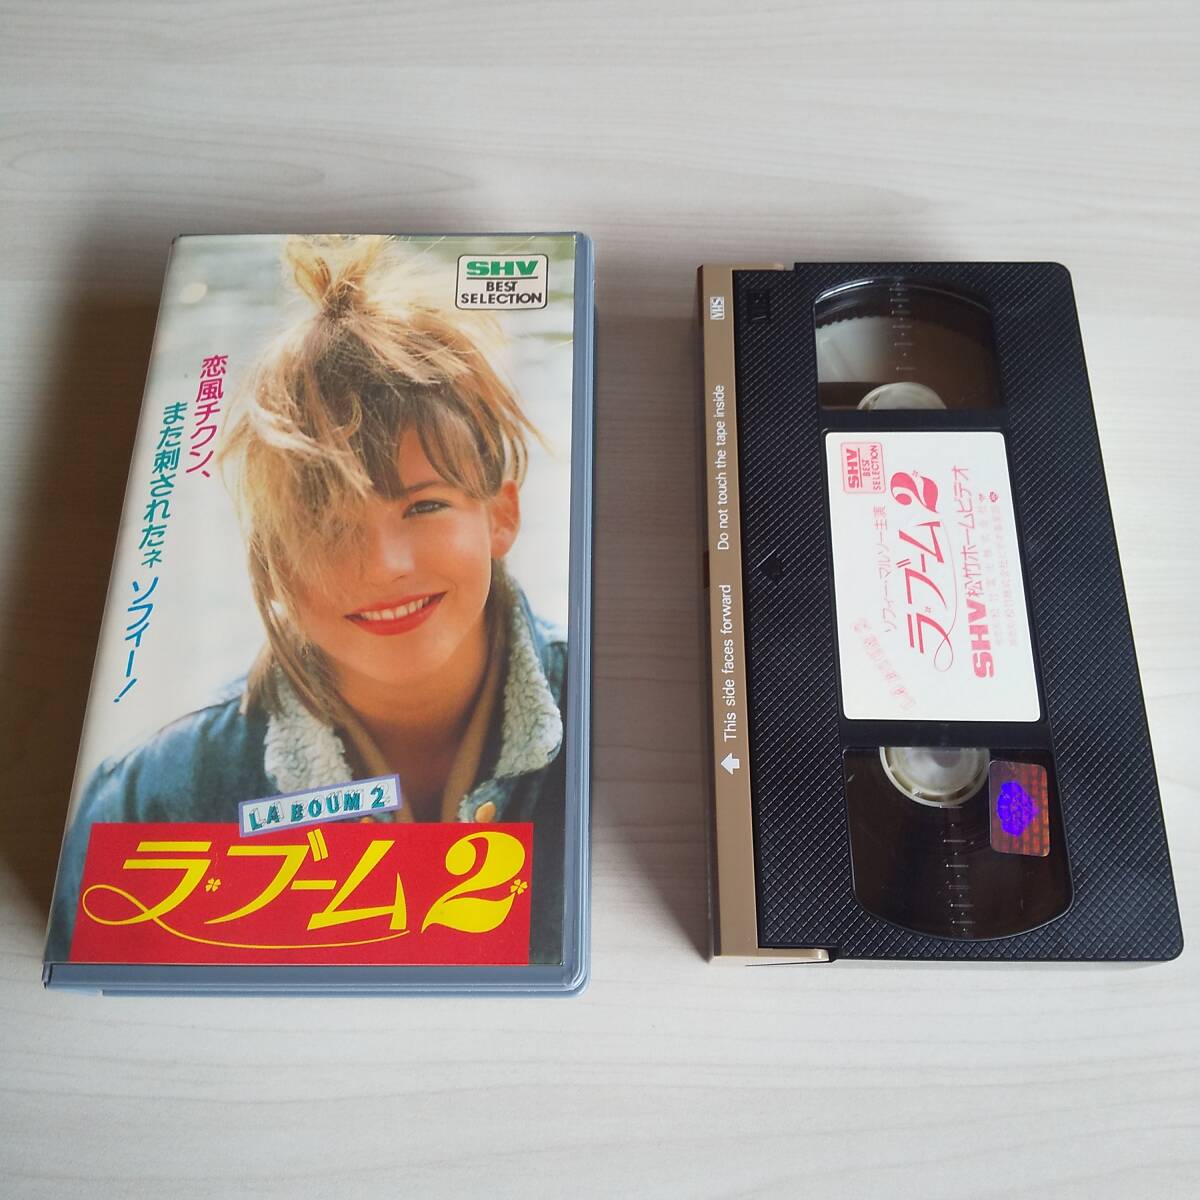 SHV
BEST
SELECTION
恋風チクン、
また刺されたネ ソフィー!
LA BOUM 2
ラ・ブーム2
VHS
Do not touch the tape inside
This side faces forward
SHV
BEST
SELECTION
LA BOUM 2
ソフィー・マルソー主演
ラ・ブーム2
SHV松竹ホームビデオ